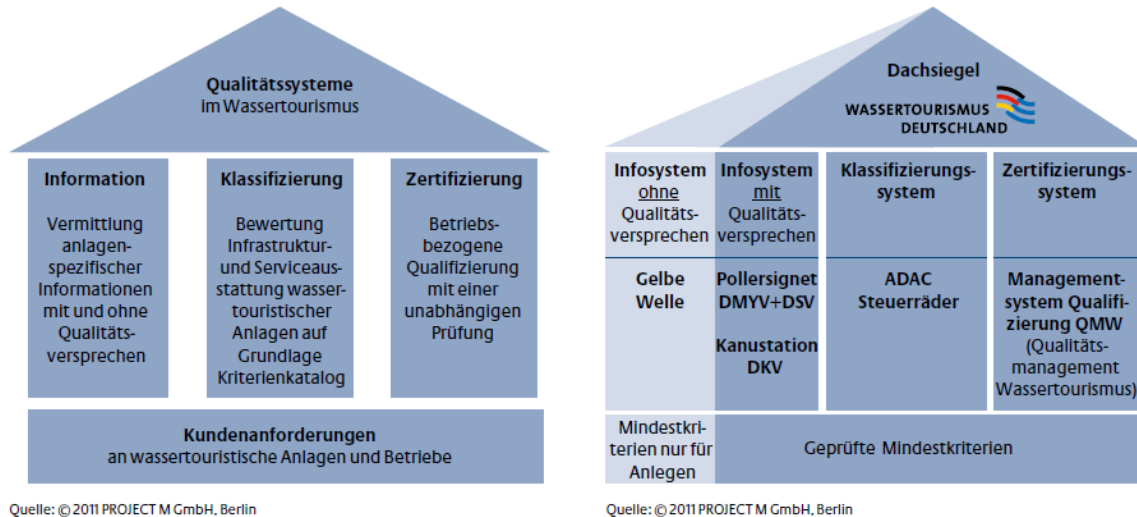 Qualitätssysteme
im Wassertourismus
Information
Vermittlung
anlagen-
spezifischer
Informationen
mit und ohne
Qualitäts-
versprechen
Klassifizierung
Bewertung
Infrastruktur-
und Serviceaus-
stattung wasser-
touristischer
Anlagen auf
Grundlage
Kriterienkatalog
Zertifizierung
Betriebs-
bezogene
Qualifizierung
mit einer
unabhängigen
Prüfung
Kundenanforderungen
an wassertouristische Anlagen und Betriebe
Quelle: © 2011 PROJECT M GmbH, Berlin
Dachsiegel
WASSERTOURISMUS
DEUTSCHLAND
Infosystem
ohne
Qualitäts-
versprechen
Infosystem
mit
Qualitäts-
versprechen
Klassifizierungs-
system
Zertifizierungs-
system
Gelbe
Welle
Pollersignet
DMYV+DSV
Kanustation
DKV
ADAC
Steuerräder
Management-
system Qualifi-
zierung QMW
(Qualitäts-
management
Wassertourismus)
Mindestkri-
terien nur für
Anlegen
Geprüfte Mindestkriterien
Quelle: © 2011 PROJECT M GmbH, Berlin